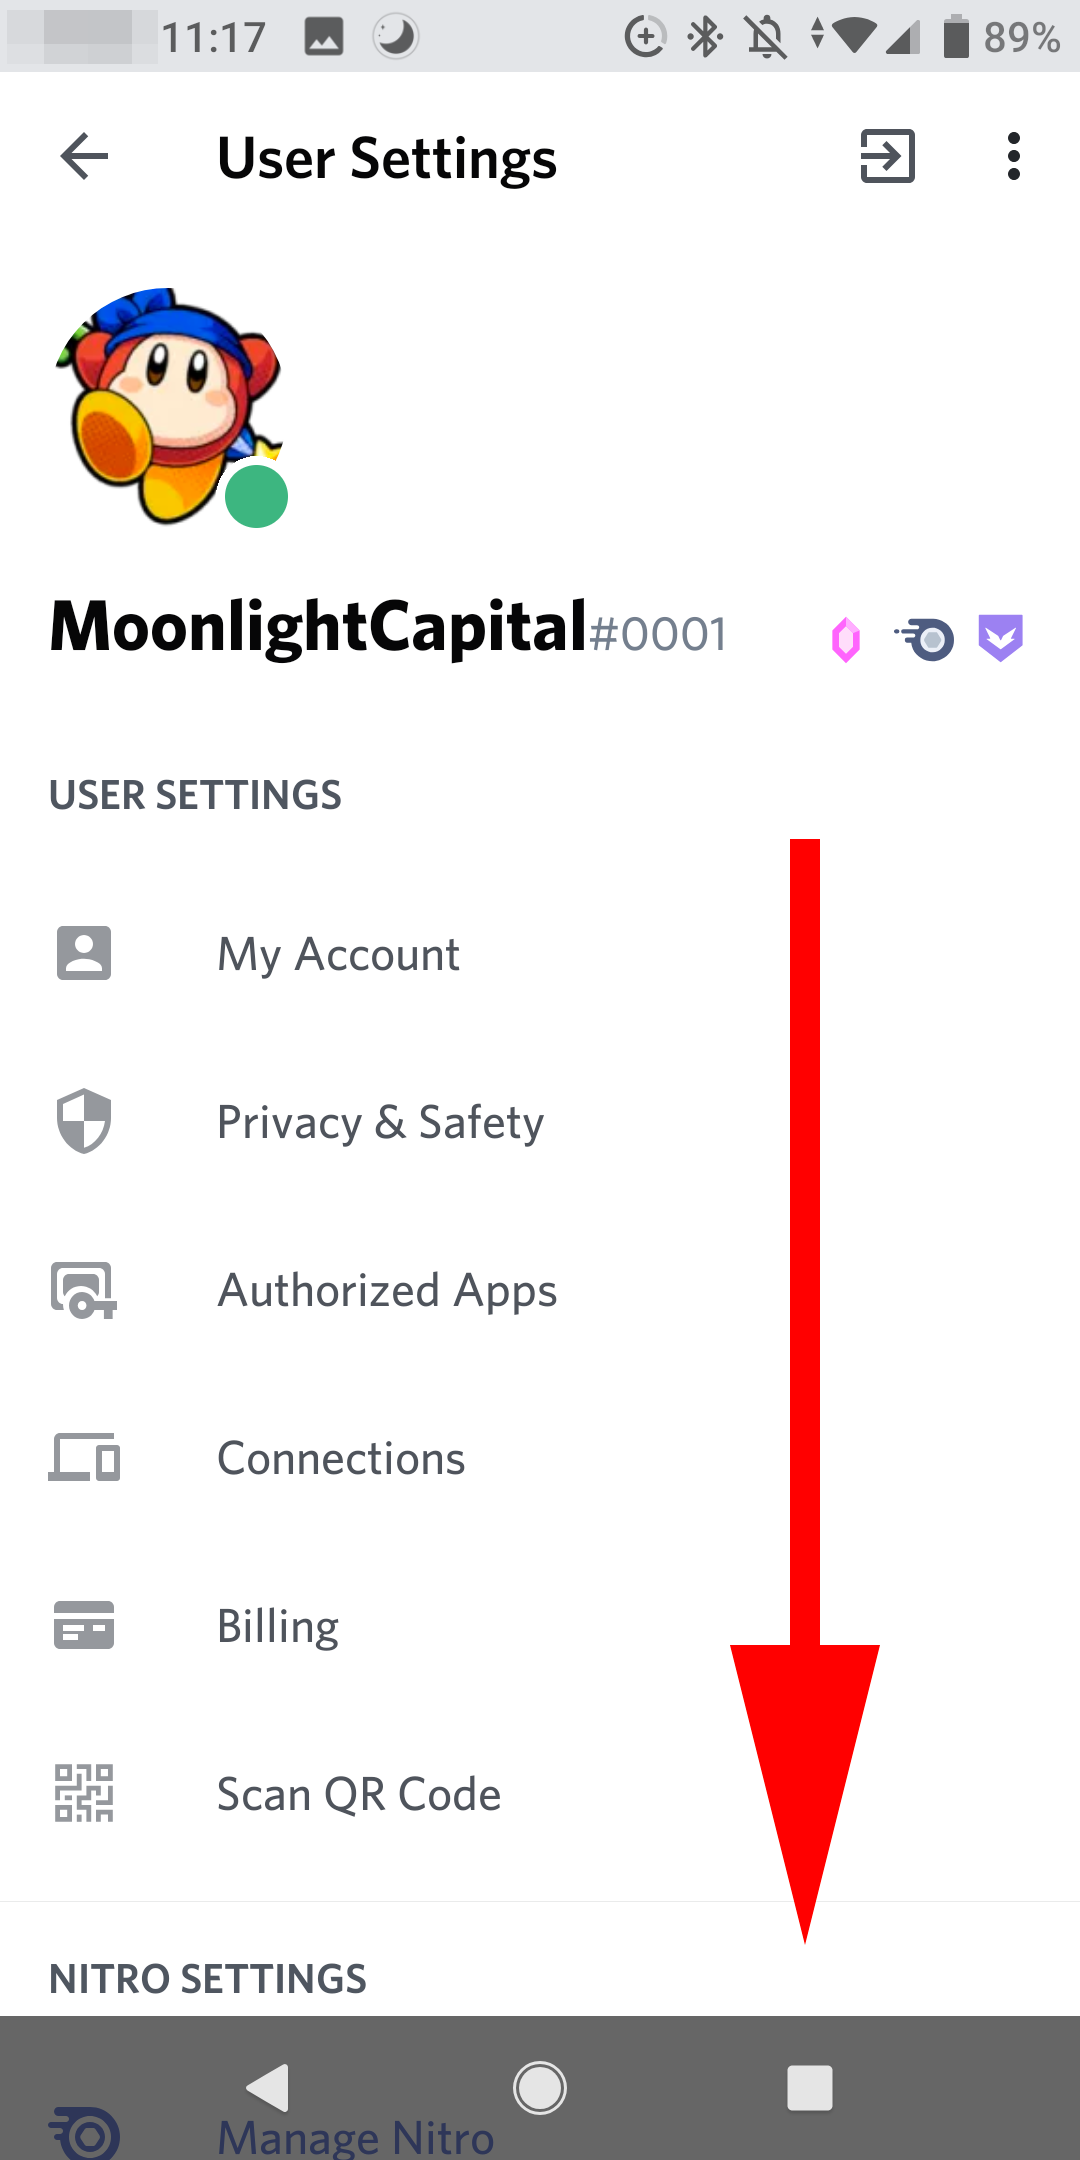 11:17 89%
User Settings
MoonlightCapital#0001
USER SETTINGS
My Account
Privacy & Safety
Authorized Apps
Connections
Billing
Scan QR Code
NITRO SETTINGS
Manage Nitro